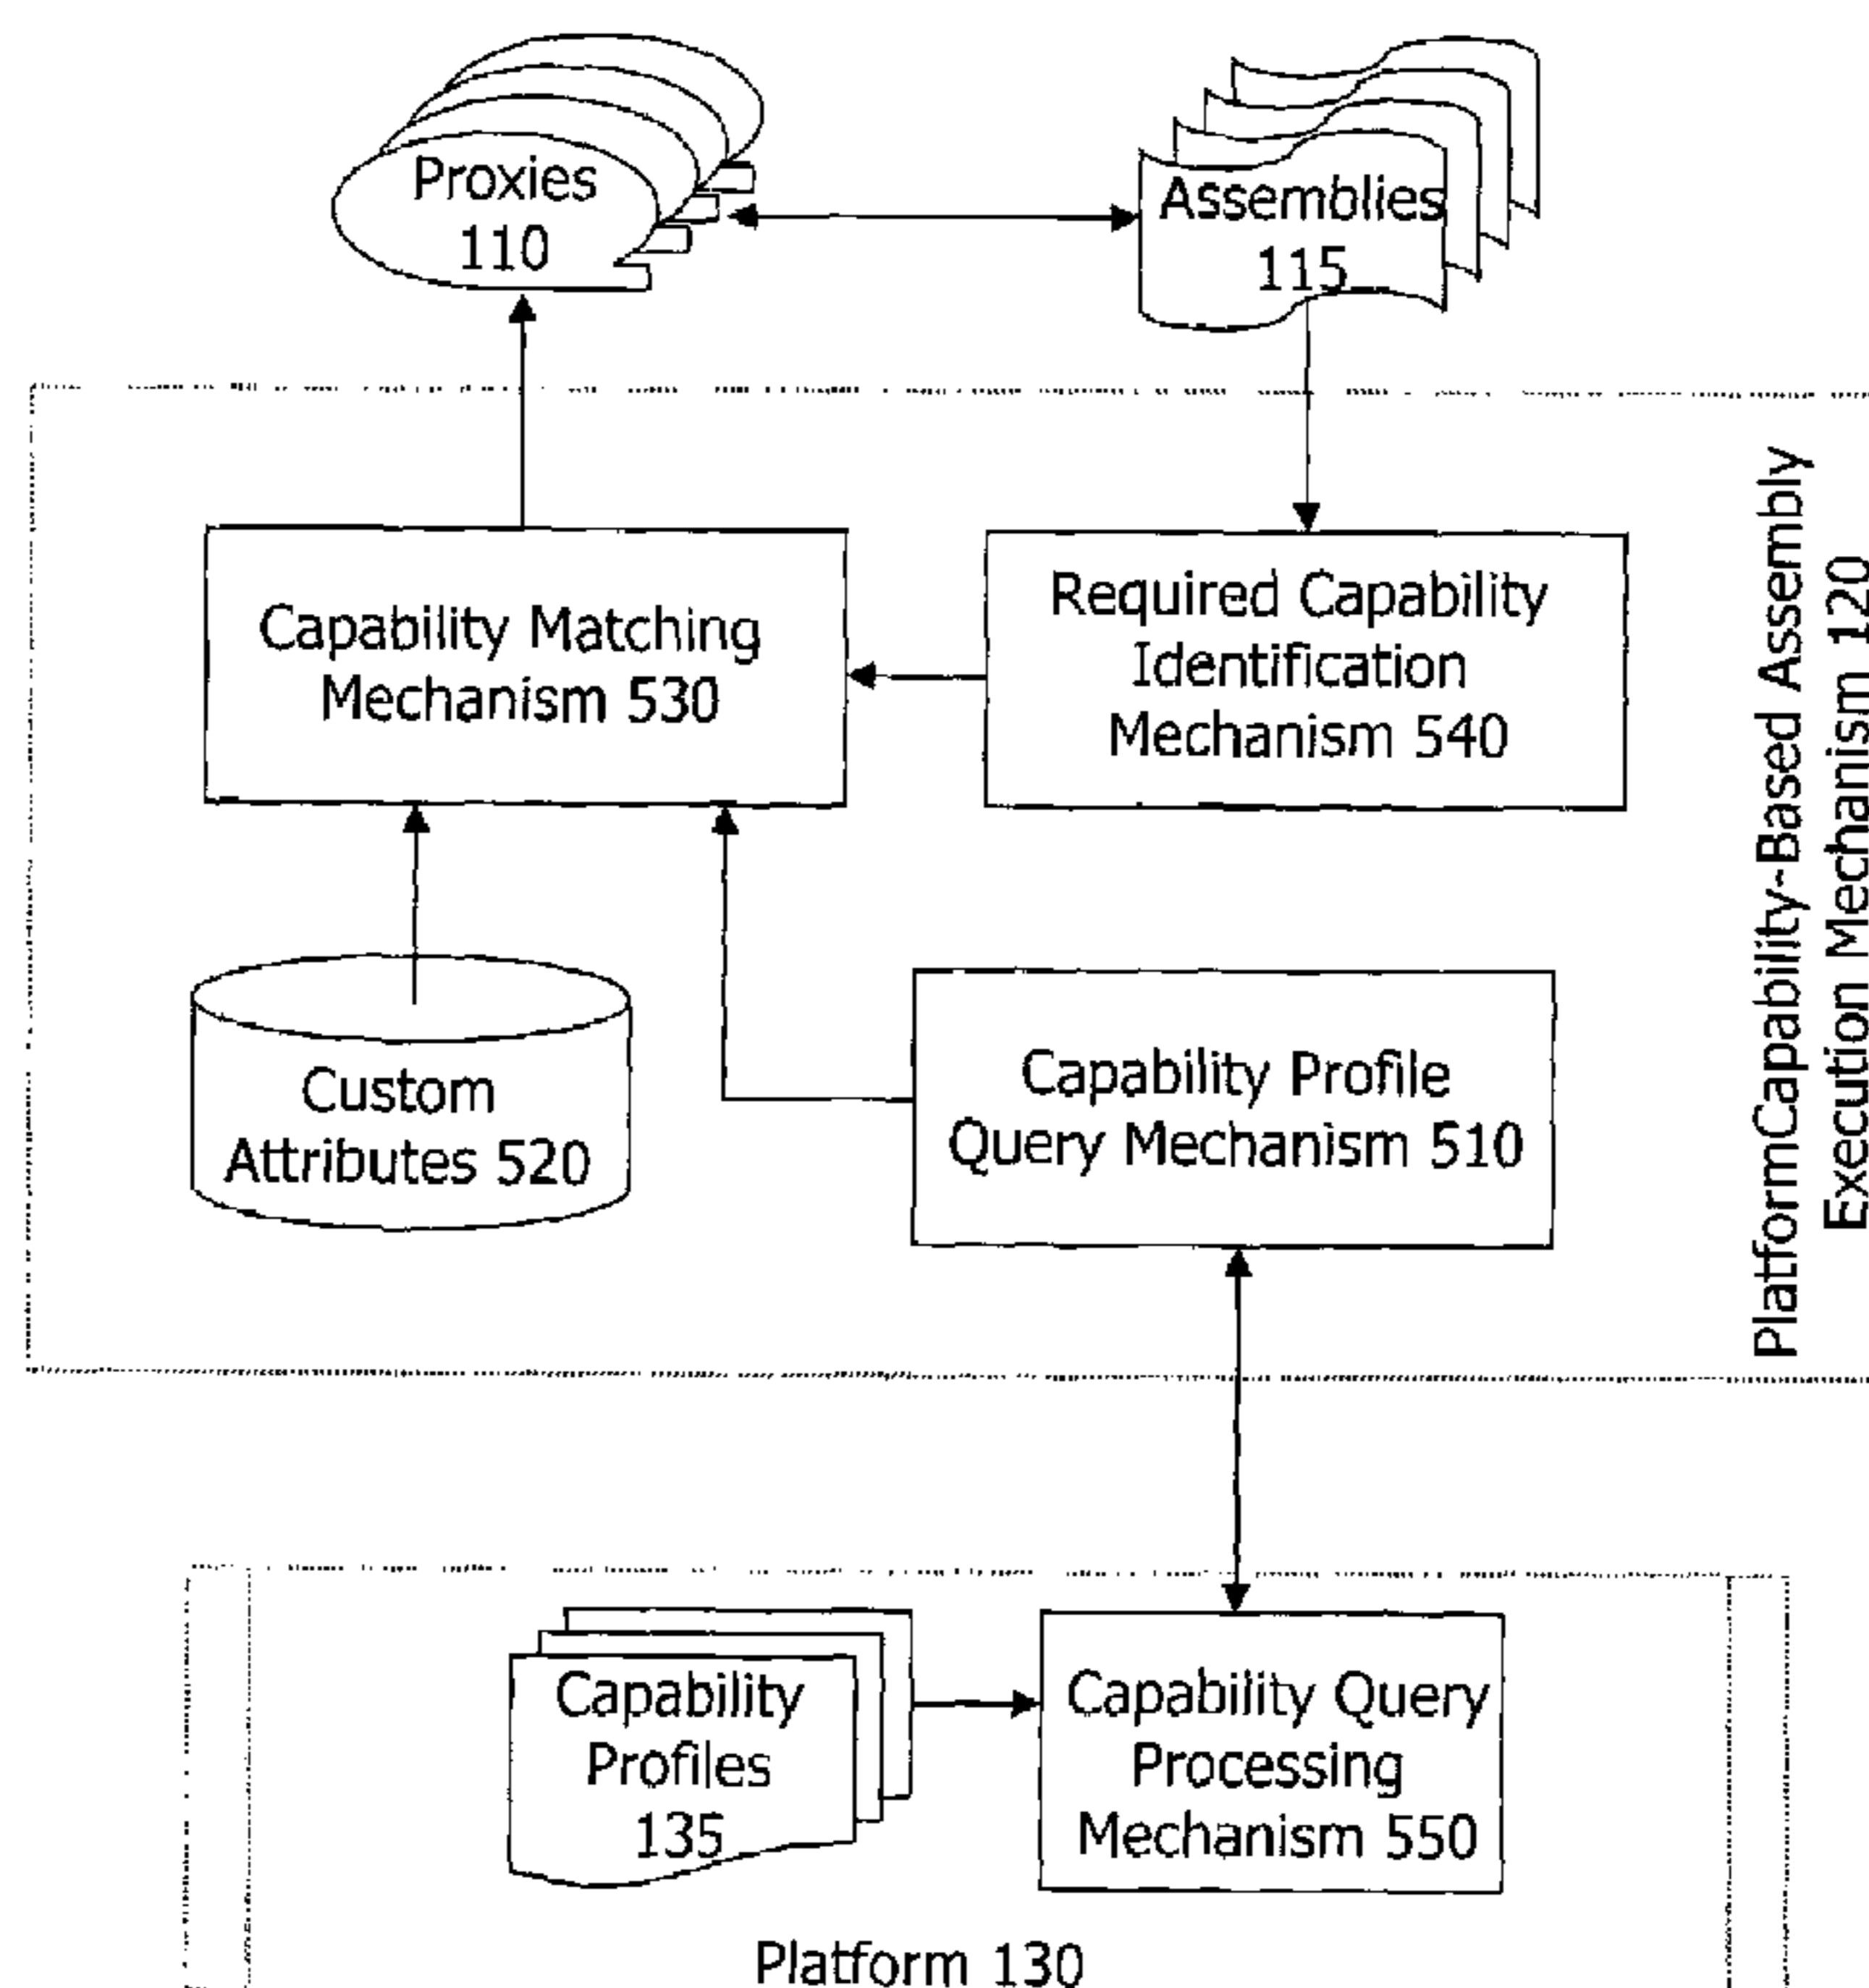 Proxies
110
Assemblies
115
Capability Matching
Mechanism 530
Required Capability
Identification
Mechanism 540
Custom
Attributes 520
Capability Profile
Query Mechanism 510
PlatformCapability-Based Assembly
Execution Mechanism 120
Capability
Profiles
135
Capability Query
Processing
Mechanism 550
Platform 130